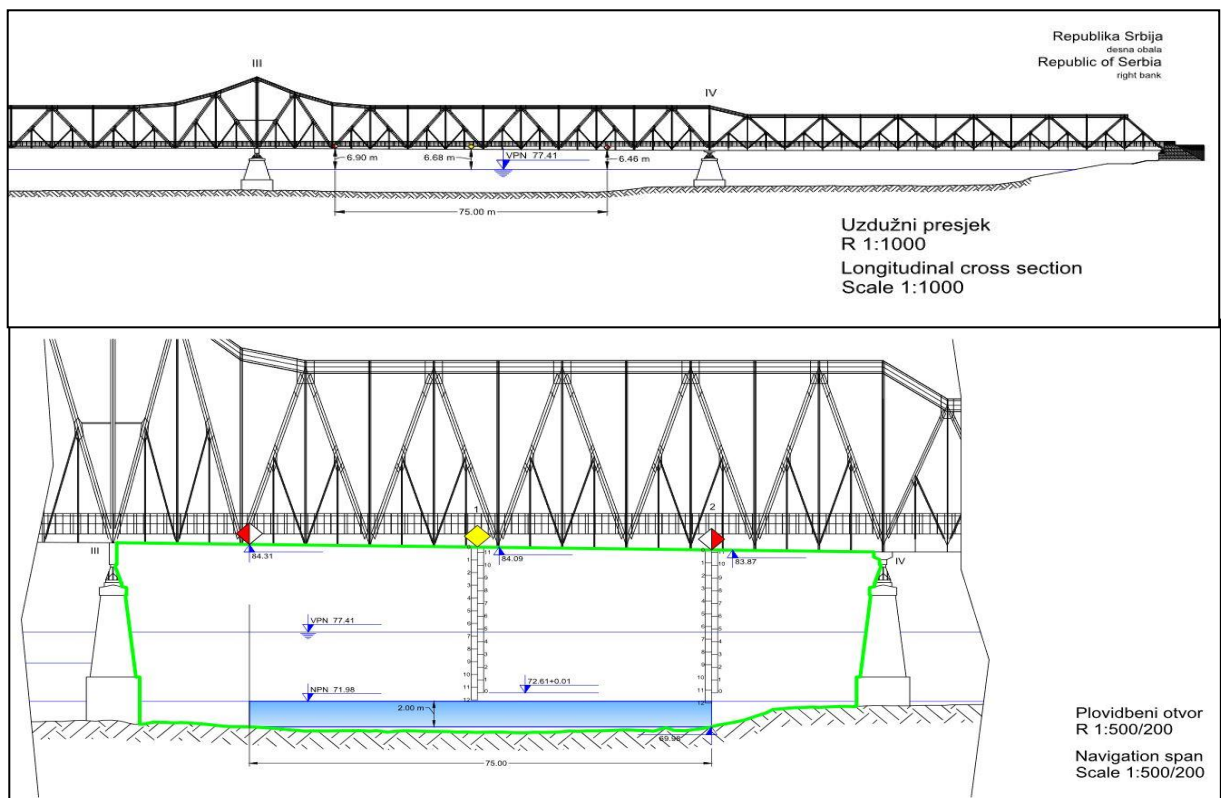 Republika Srbija
desna obala
Republic of Serbia
right bank
III
IV
6.90 m
6.68 m
VPN 77.41
6.46 m
75.00 m
Uzdužni presjek
R 1:1000
Longitudinal cross section
Scale 1:1000
1
2
III
IV
84.31
84.09
83.87
VPN 77.41
72.61±0.01
NPN 71.98
2.00 m
69.98
75.00
Plovidbeni otvor
R 1:500/200
Navigation span
Scale 1:500/200